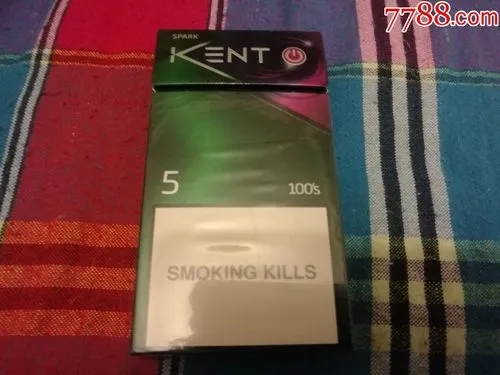 7788.com
SPARK
KENT
5
100's
SMOKING KILLS